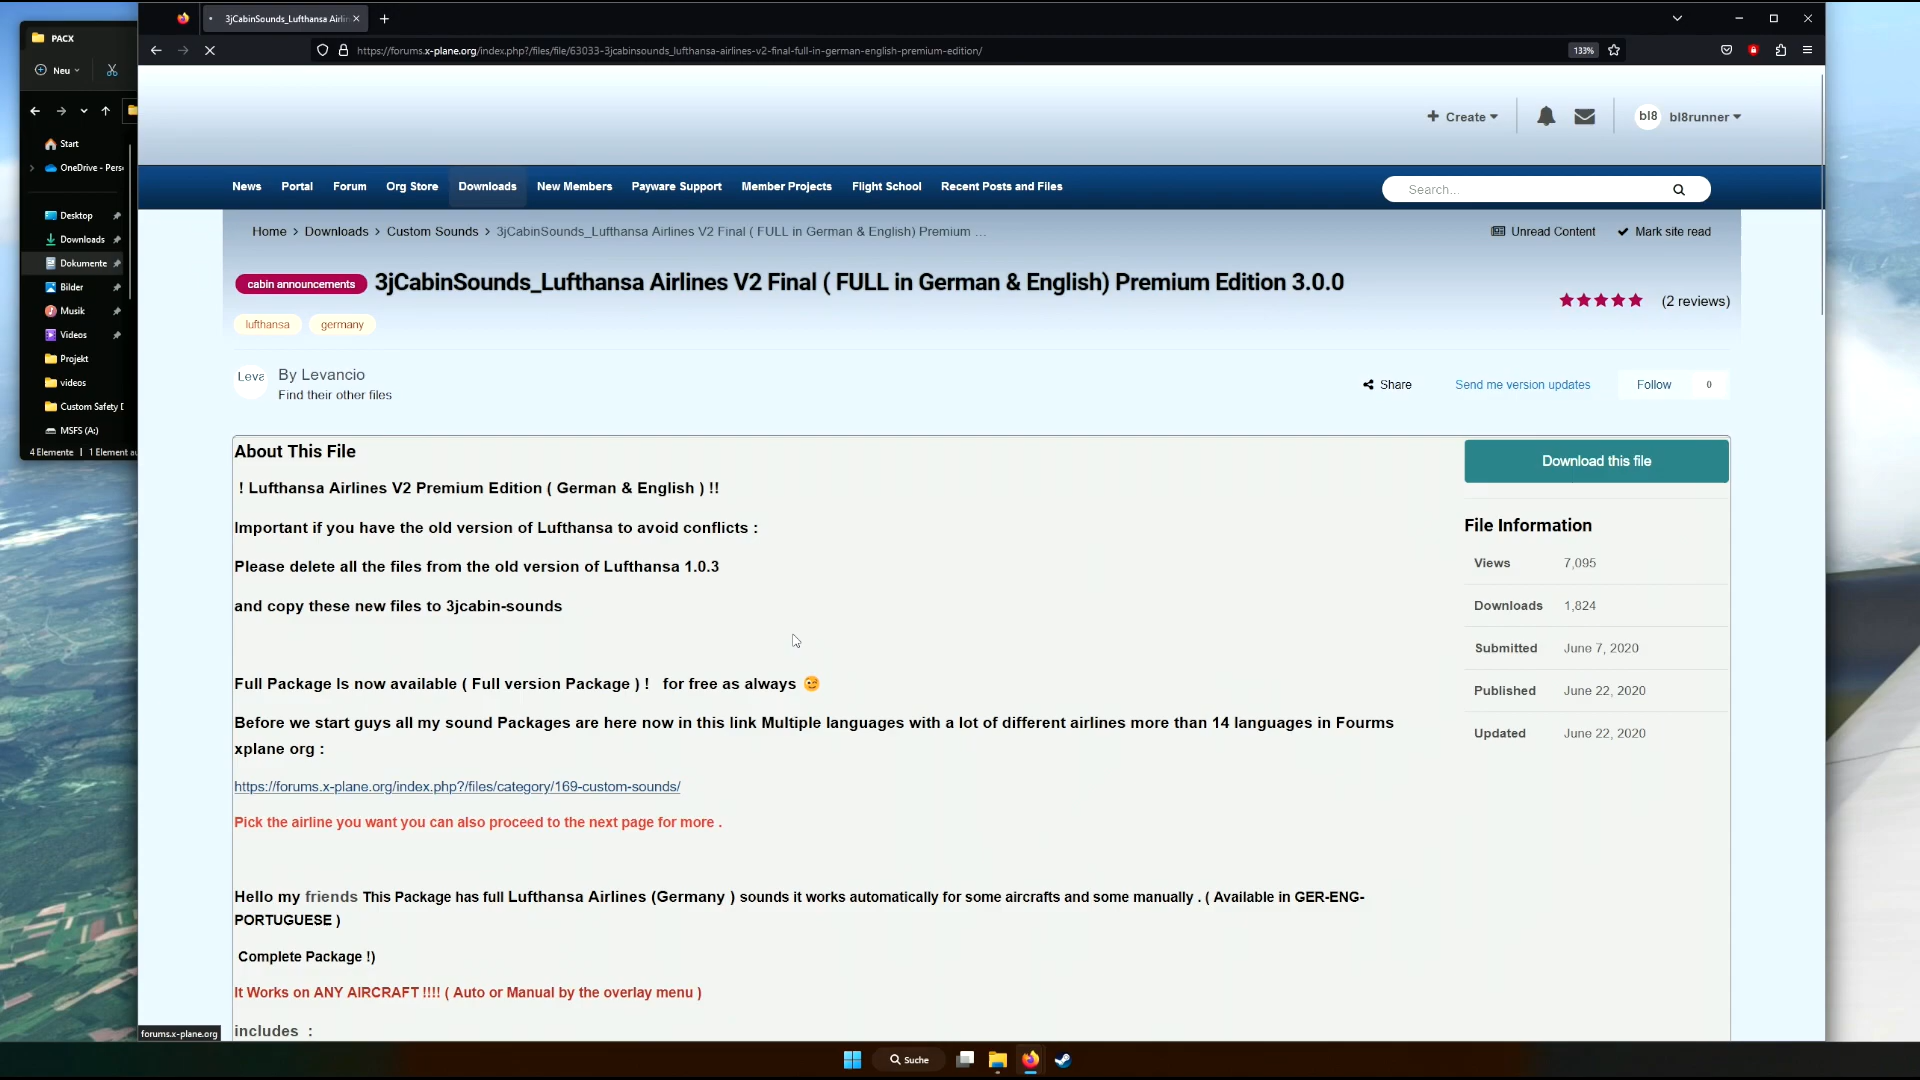 PACX
3jCabinSounds_Lufthansa Airlin
Neu
https://forums.x-plane.org/index.php?/files/file/63033-3jcabinsounds_lufthansa-airlines-v2-final-full-in-german-english-premium-edition/
133%
Create
bl8
bl8runner
Start
OneDrive - Pers
Desktop
Downloads
Dokumente
Bilder
Musik
Videos
Projekt
videos
Custom Safety D
MSFS (A:)
4 Elemente
1 Element au
News
Portal
Forum
Org Store
Downloads
New Members
Payware Support
Member Projects
Flight School
Recent Posts and Files
Search...
Home > Downloads > Custom Sounds > 3jCabinSounds_Lufthansa Airlines V2 Final ( FULL in German & English) Premium ...
Unread Content
Mark site read
cabin announcements
3jCabinSounds_Lufthansa Airlines V2 Final ( FULL in German & English) Premium Edition 3.0.0
(2 reviews)
lufthansa
germany
Leva
By Levancio
Find their other files
Share
Send me version updates
Follow
0
About This File
! Lufthansa Airlines V2 Premium Edition ( German & English ) !!
Important if you have the old version of Lufthansa to avoid conflicts :
Please delete all the files from the old version of Lufthansa 1.0.3
and copy these new files to 3jcabin-sounds
Full Package Is now available ( Full version Package ) ! for free as always 😉
Before we start guys all my sound Packages are here now in this link Multiple languages with a lot of different airlines more than 14 languages in Fourms
xplane org :
https://forums.x-plane.org/index.php?/files/category/169-custom-sounds/
Pick the airline you want you can also proceed to the next page for more .
Hello my friends This Package has full Lufthansa Airlines (Germany ) sounds it works automatically for some aircrafts and some manually . ( Available in GER-ENG-
PORTUGUESE )
Complete Package !)
It Works on ANY AIRCRAFT !!!! ( Auto or Manual by the overlay menu )
includes :
Download this file
File Information
Views 7,095
Downloads 1,824
Submitted June 7, 2020
Published June 22, 2020
Updated June 22, 2020
forums.x-plane.org
Suche